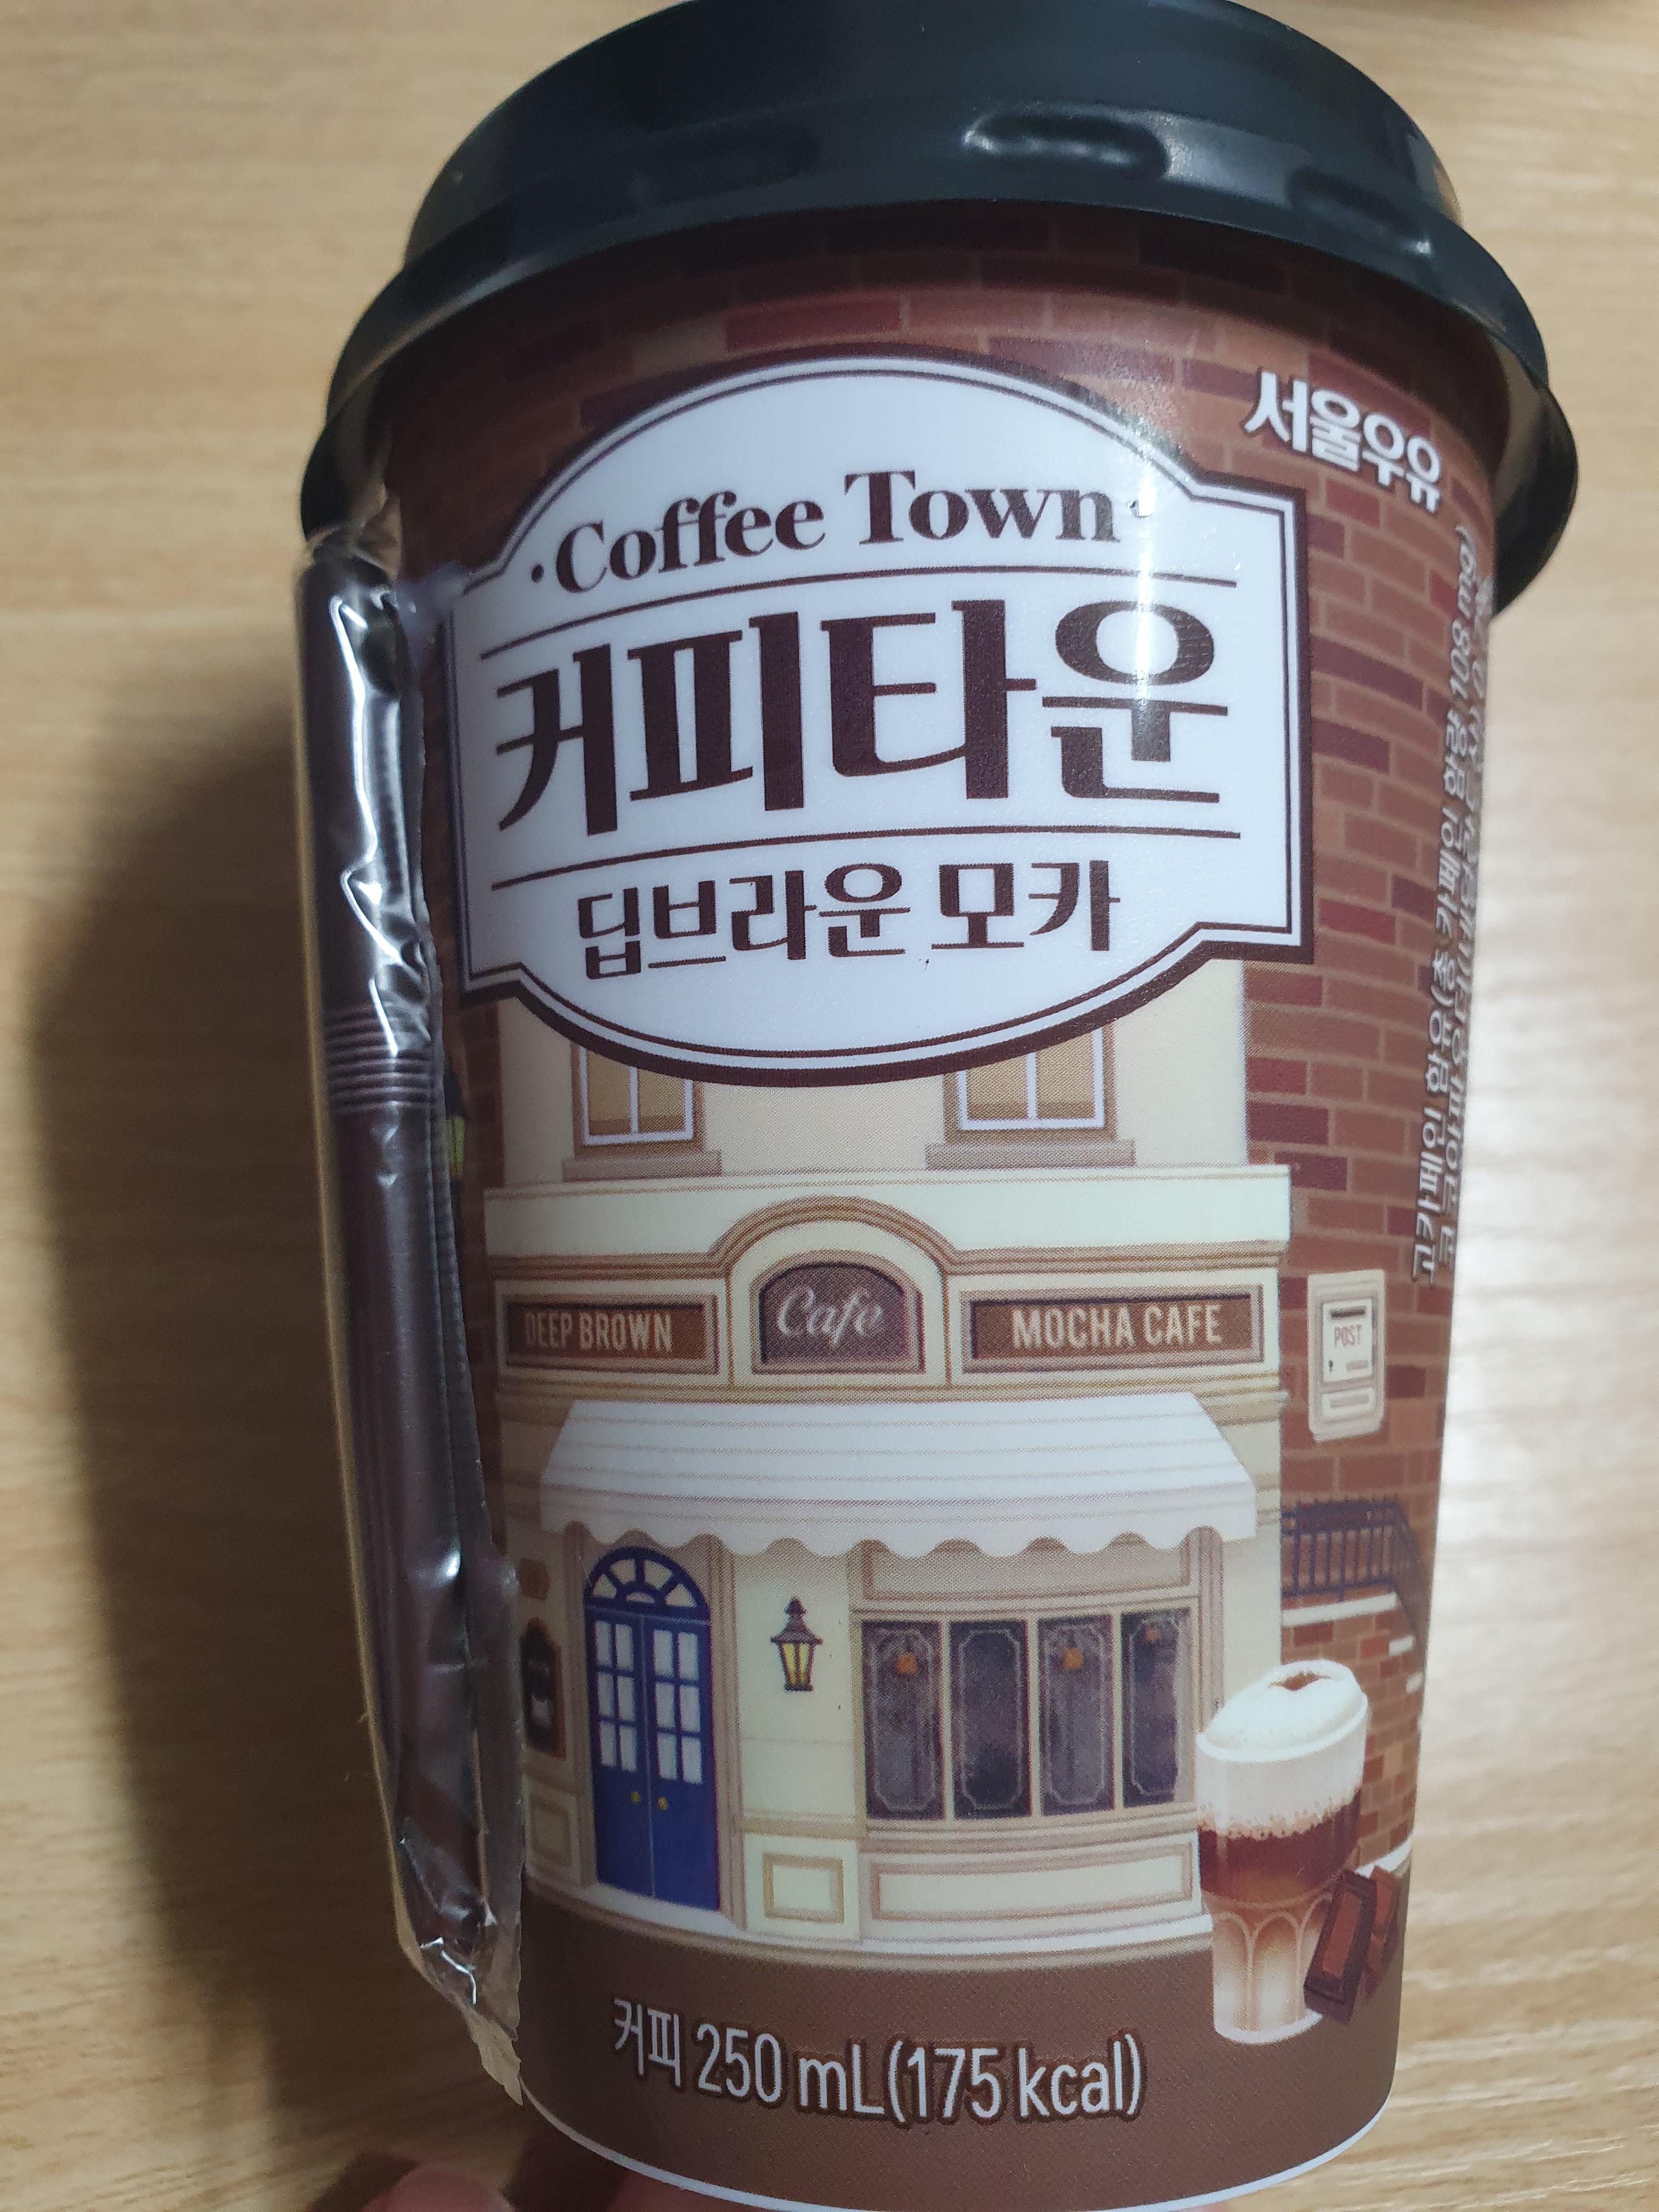 서울우유
Coffee Town
커피타운
딥브라운 모카
DEEP BROWN
Cafe
MOCHA CAFE
POST
커피 250 mL(175 kcal)